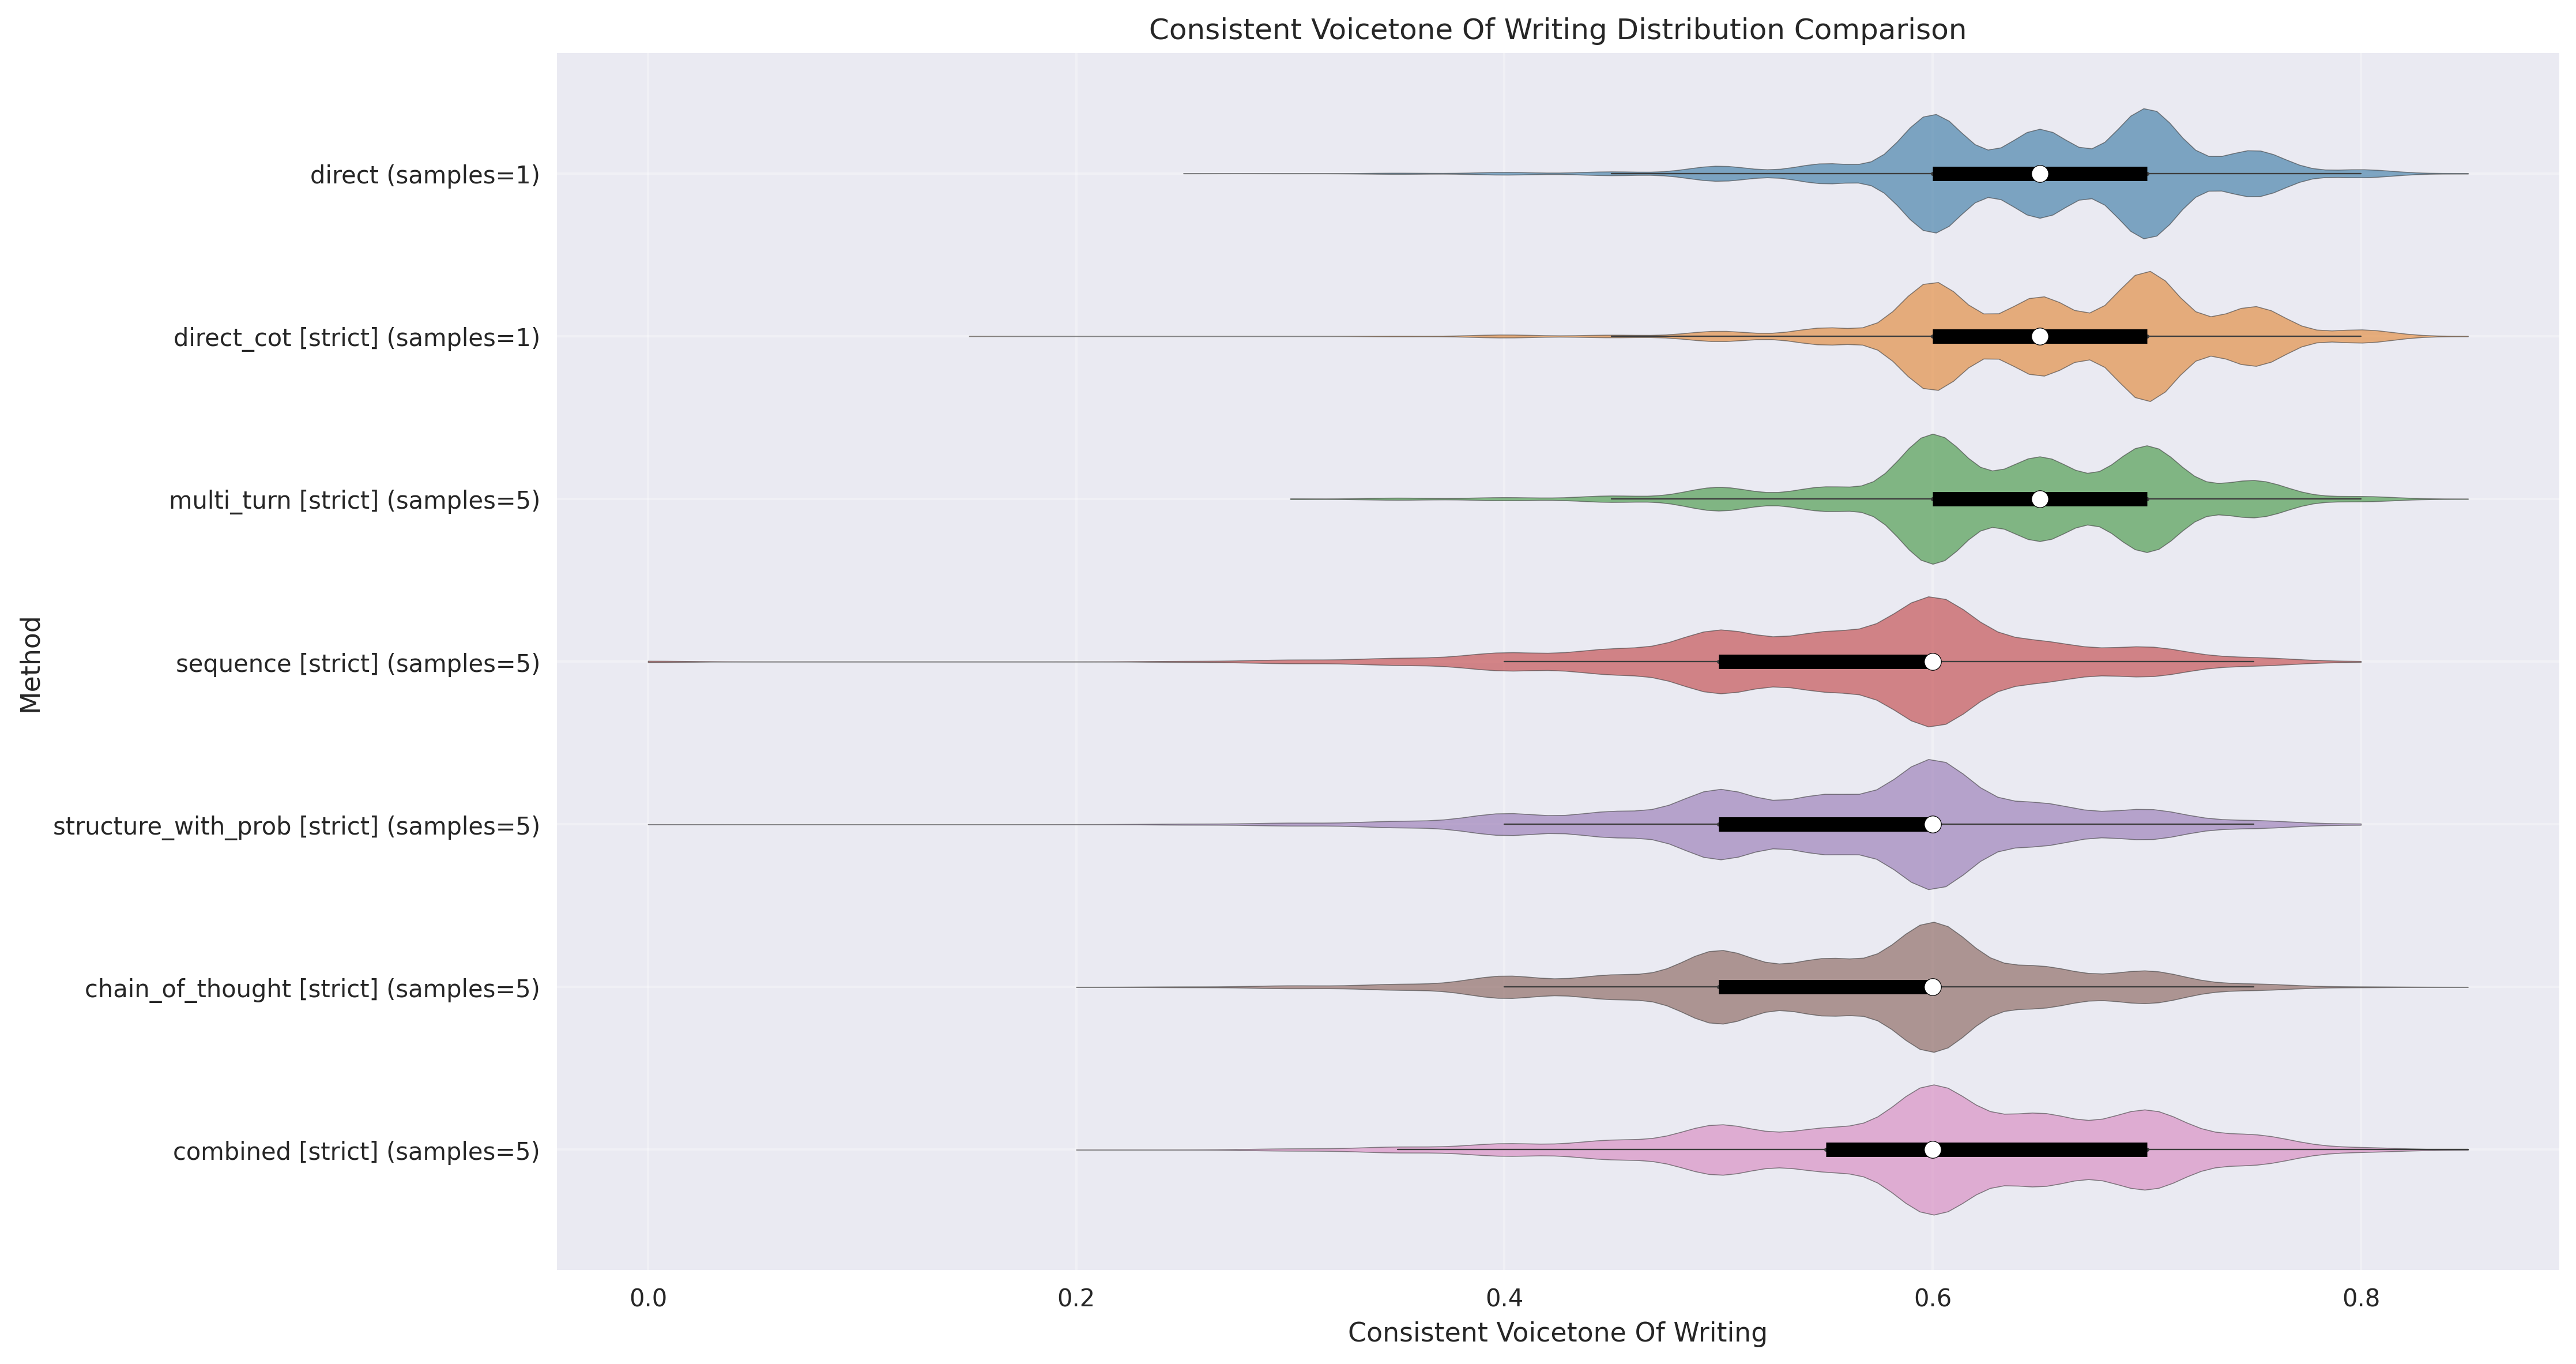 Consistent Voicetone Of Writing Distribution Comparison
Method
direct (samples=1)
direct_cot [strict] (samples=1)
multi_turn [strict] (samples=5)
sequence [strict] (samples=5)
structure_with_prob [strict] (samples=5)
chain_of_thought [strict] (samples=5)
combined [strict] (samples=5)
0.0 0.2 0.4 0.6 0.8
Consistent Voicetone Of Writing